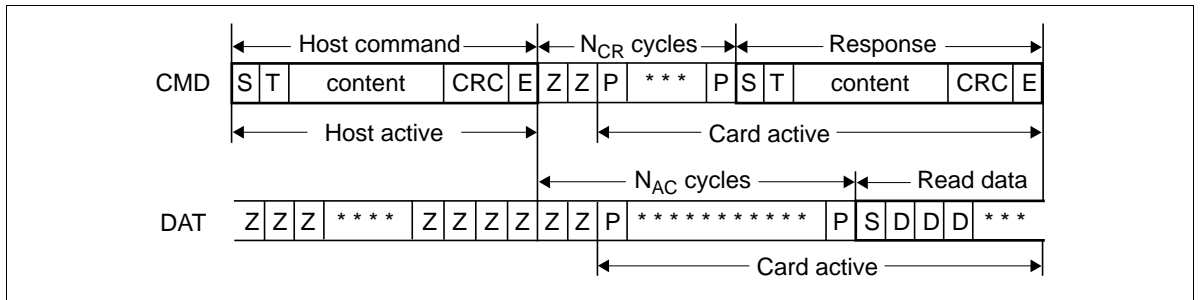 Host command N_CR cycles Response
CMD S T content CRC E Z Z P * * * P S T content CRC E
Host active Card active
N_AC cycles Read data
DAT Z Z Z * * * * Z Z Z Z Z Z P * * * * * * * * * * * P S D D D * * *
Card active